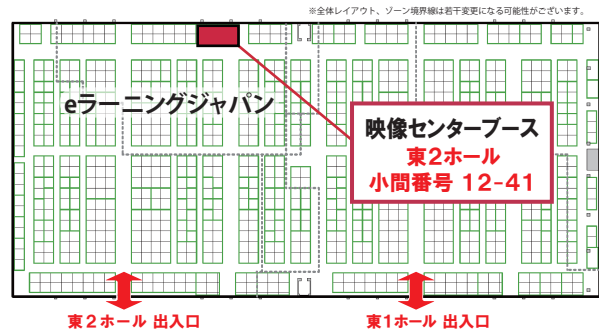 ※全体レイアウト、ゾーン境界線は若干変更になる可能性がございます。
eラーニングジャパン
映像センターブース
東2ホール
小間番号 12-41
東2ホール 出入口
東1ホール 出入口